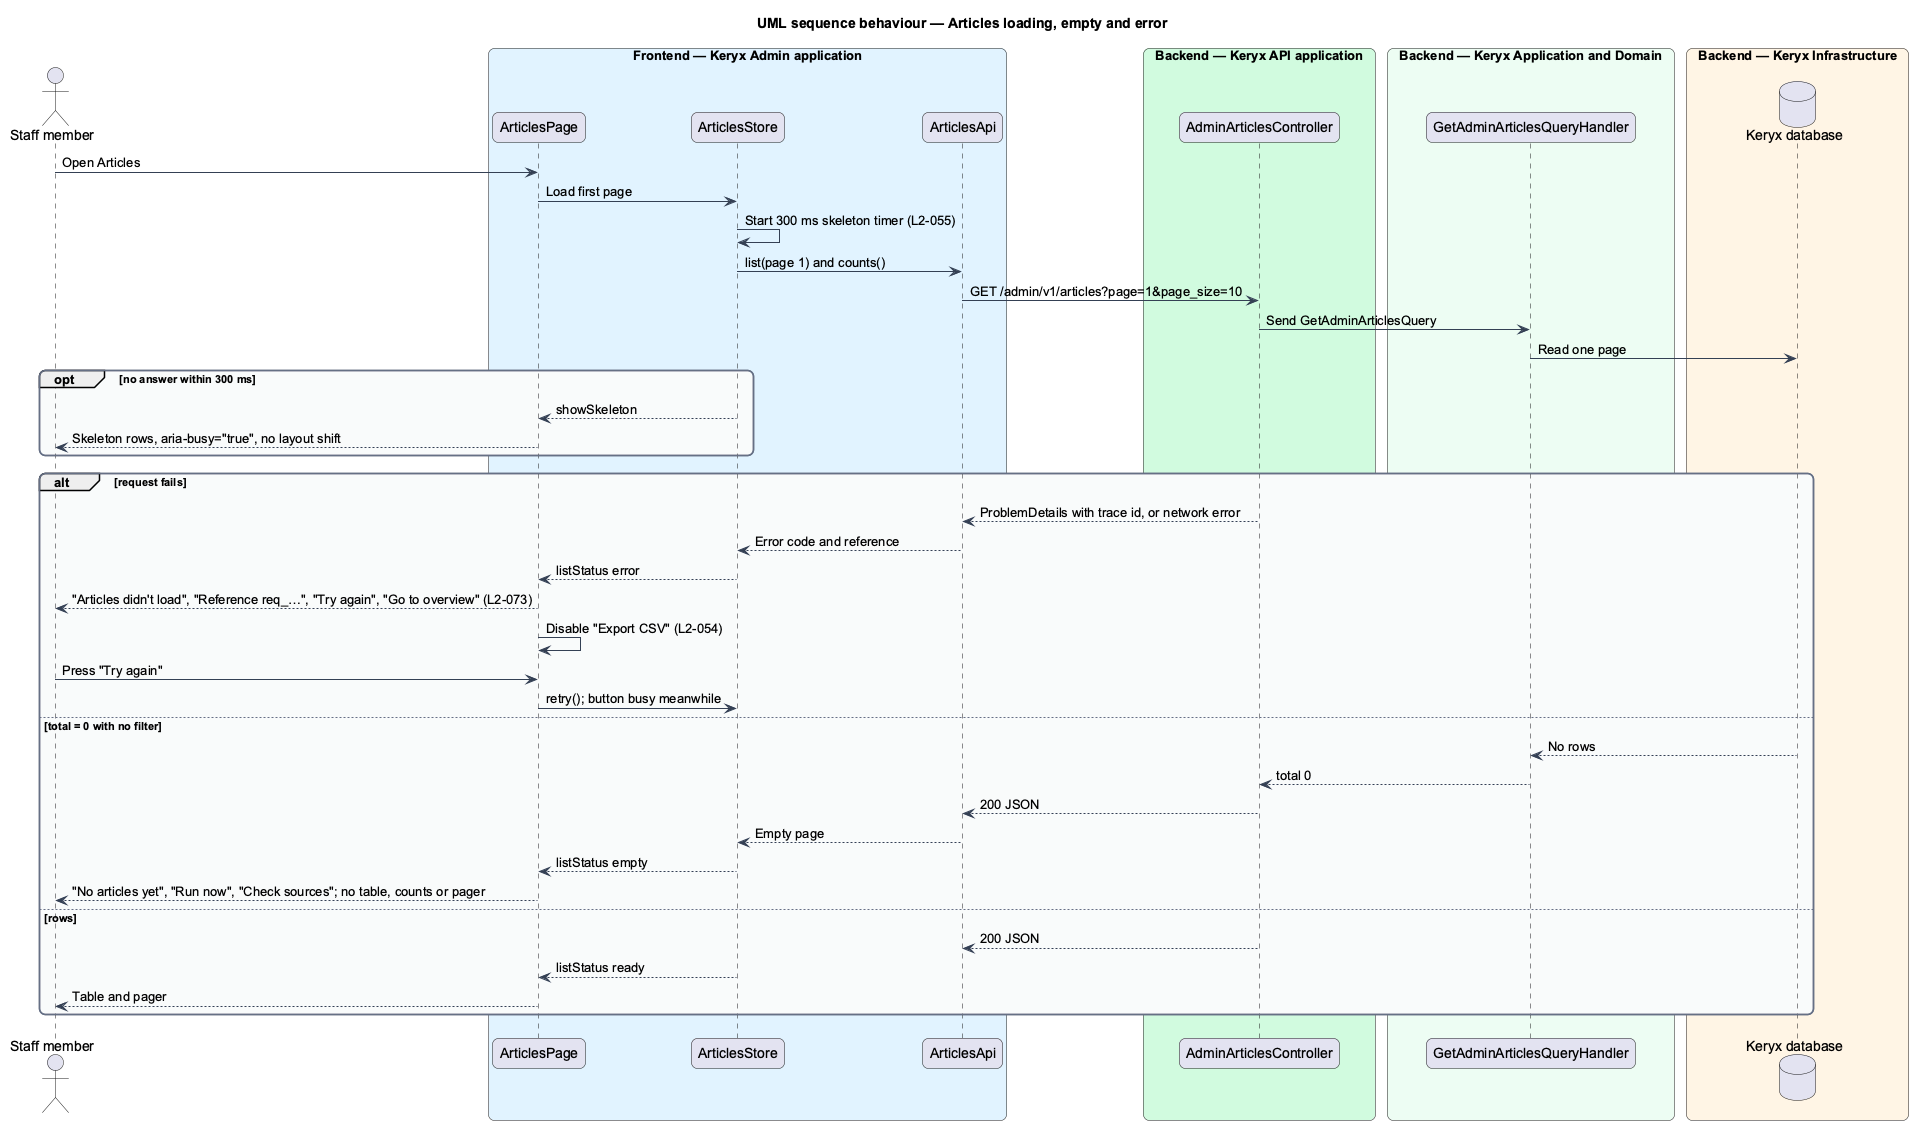 UML sequence behaviour — Articles loading, empty and error
Frontend — Keryx Admin application
Backend — Keryx API application
Backend — Keryx Application and Domain
Backend — Keryx Infrastructure
Staff member
ArticlesPage
ArticlesStore
ArticlesApi
AdminArticlesController
GetAdminArticlesQueryHandler
Keryx database
Open Articles
Load first page
Start 300 ms skeleton timer (L2-055)
list(page 1) and counts()
GET /admin/v1/articles?page=1&page_size=10
Send GetAdminArticlesQuery
Read one page
opt
[no answer within 300 ms]
showSkeleton
Skeleton rows, aria-busy="true", no layout shift
alt
[request fails]
ProblemDetails with trace id, or network error
Error code and reference
listStatus error
"Articles didn't load", "Reference req_…", "Try again", "Go to overview" (L2-073)
Disable "Export CSV" (L2-054)
Press "Try again"
retry(); button busy meanwhile
[total = 0 with no filter]
No rows
total 0
200 JSON
Empty page
listStatus empty
"No articles yet", "Run now", "Check sources"; no table, counts or pager
[rows]
200 JSON
listStatus ready
Table and pager
Staff member
ArticlesPage
ArticlesStore
ArticlesApi
AdminArticlesController
GetAdminArticlesQueryHandler
Keryx database